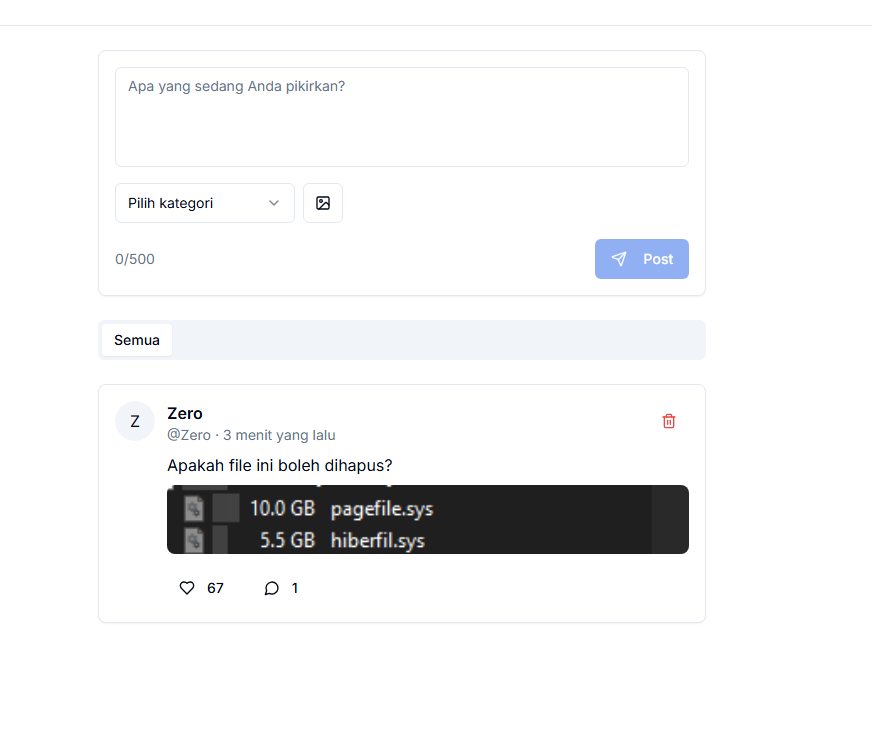 Apa yang sedang Anda pikirkan?
Pilih kategori
0/500
Post
Semua
Z
Zero
@Zero · 3 menit yang lalu
Apakah file ini boleh dihapus?
10.0 GB pagefile.sys
5.5 GB hiberfil.sys
67
1